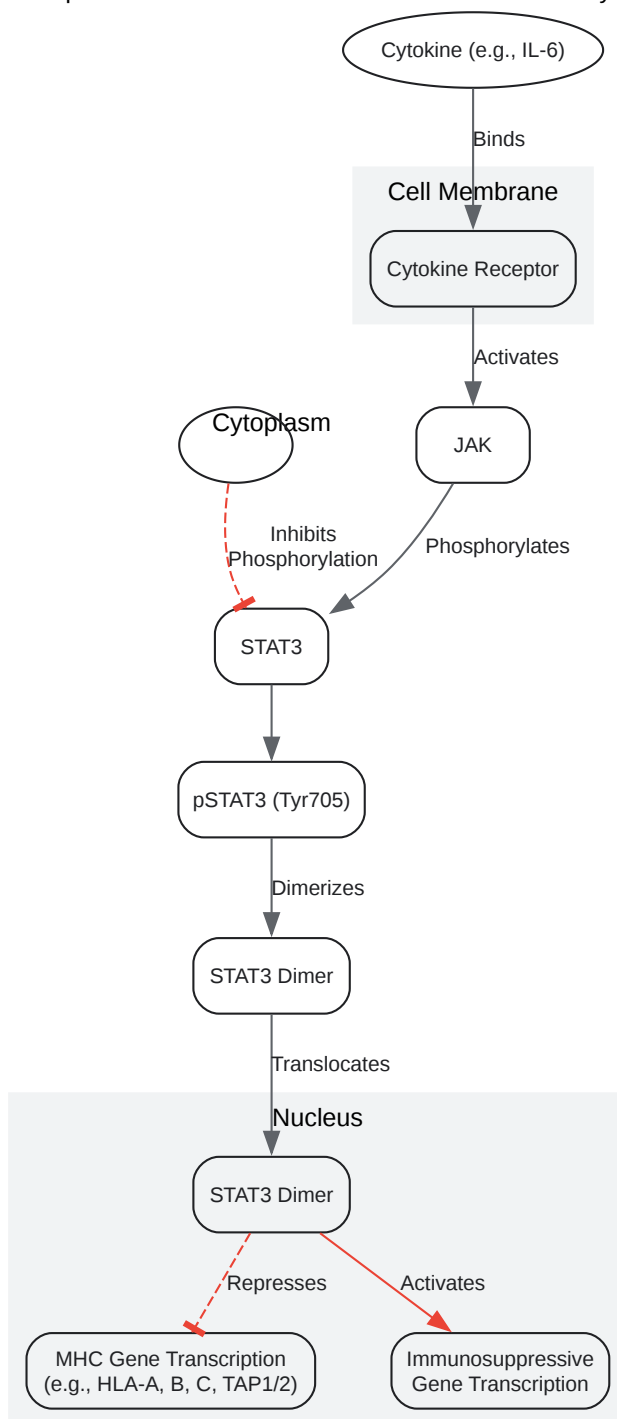 Cytokine (e.g., IL-6)
Binds
Cell Membrane
Cytokine Receptor
Activates
Cytoplasm
JAK
Inhibits
Phosphorylation
Phosphorylates
STAT3
pSTAT3 (Tyr705)
Dimerizes
STAT3 Dimer
Translocates
Nucleus
STAT3 Dimer
Represses
Activates
MHC Gene Transcription
(e.g., HLA-A, B, C, TAP1/2)
Immunosuppressive
Gene Transcription